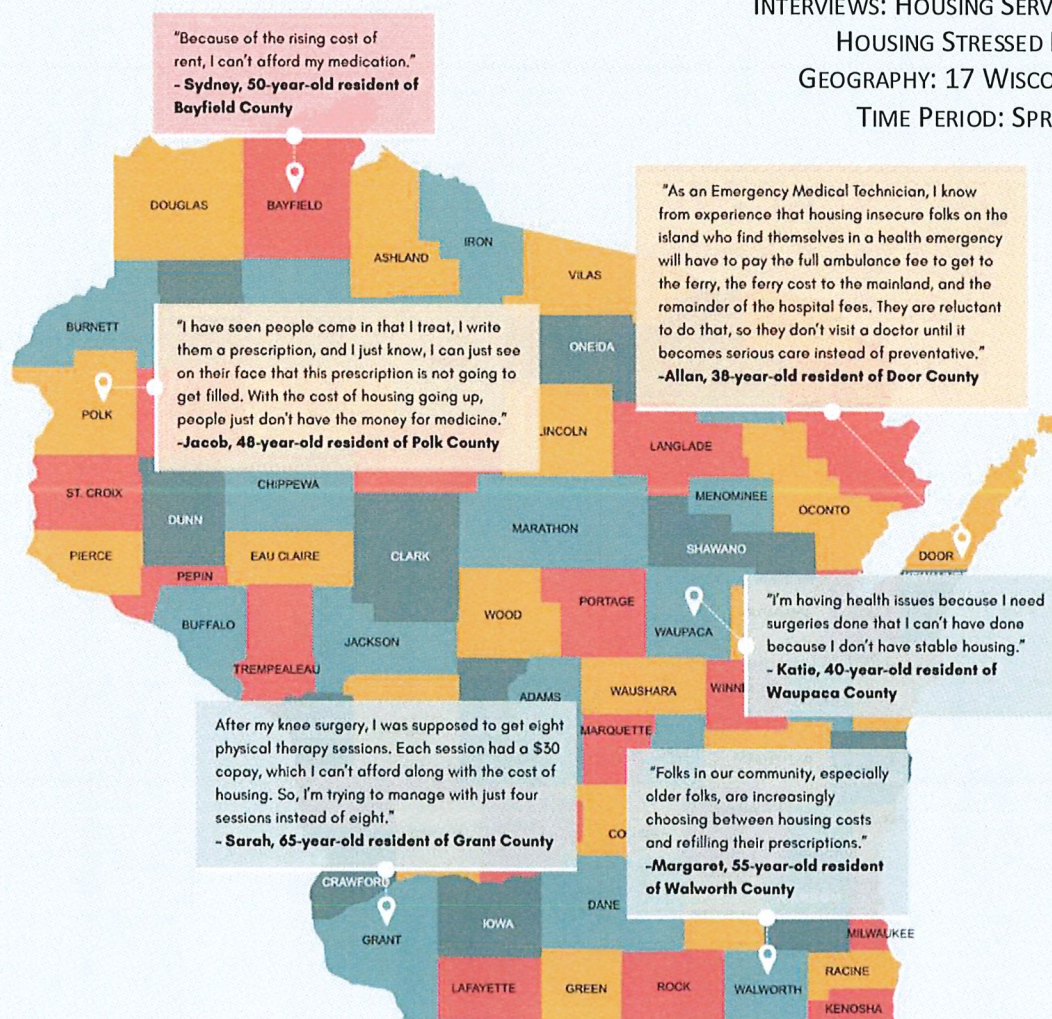 INTERVIEWS: HOUSING SERV
HOUSING STRESSED
GEOGRAPHY: 17 WISCO
TIME PERIOD: SPR
"Because of the rising cost of
rent, I can't afford my medication."
- Sydney, 50-year-old resident of
Bayfield County
"As an Emergency Medical Technician, I know
from experience that housing insecure folks on the
island who find themselves in a health emergency
will have to pay the full ambulance fee to get to
the ferry, the ferry cost to the mainland, and the
remainder of the hospital fees. They are reluctant
to do that, so they don't visit a doctor until it
becomes serious care instead of preventative."
-Allan, 38-year-old resident of Door County
DOUGLAS
BAYFIELD
ASHLAND
IRON
VILAS
BURNETT
"I have seen people come in that I treat, I write
them a prescription, and I just know, I can just see
on their face that this prescription is not going to
get filled. With the cost of housing going up,
people just don't have the money for medicine."
-Jacob, 48-year-old resident of Polk County
ONEIDA
POLK
LINCOLN
LANGLADE
ST. CROIX
CHIPPEWA
MENOMINEE
OCONTO
DUNN
MARATHON
SHAWANO
DOOR
PIERCE
EAU CLAIRE
CLARK
PEPIN
WOOD
PORTAGE
WAUPACA
"I'm having health issues because I need
surgeries done that I can't have done
because I don't have stable housing."
- Katie, 40-year-old resident of
Waupaca County
BUFFALO
JACKSON
TREMPEALEAU
ADAMS
WAUSHARA
WINN
MARQUETTE
After my knee surgery, I was supposed to get eight
physical therapy sessions. Each session had a $30
copay, which I can't afford along with the cost of
housing. So, I'm trying to manage with just four
sessions instead of eight."
- Sarah, 65-year-old resident of Grant County
"Folks in our community, especially
older folks, are increasingly
choosing between housing costs
and refilling their prescriptions."
-Margaret, 55-year-old resident
of Walworth County
CO
CRAWFORD
DANE
IOWA
GRANT
MILWAUKEE
RACINE
LAFAYETTE
GREEN
ROCK
WALWORTH
KENOSHA